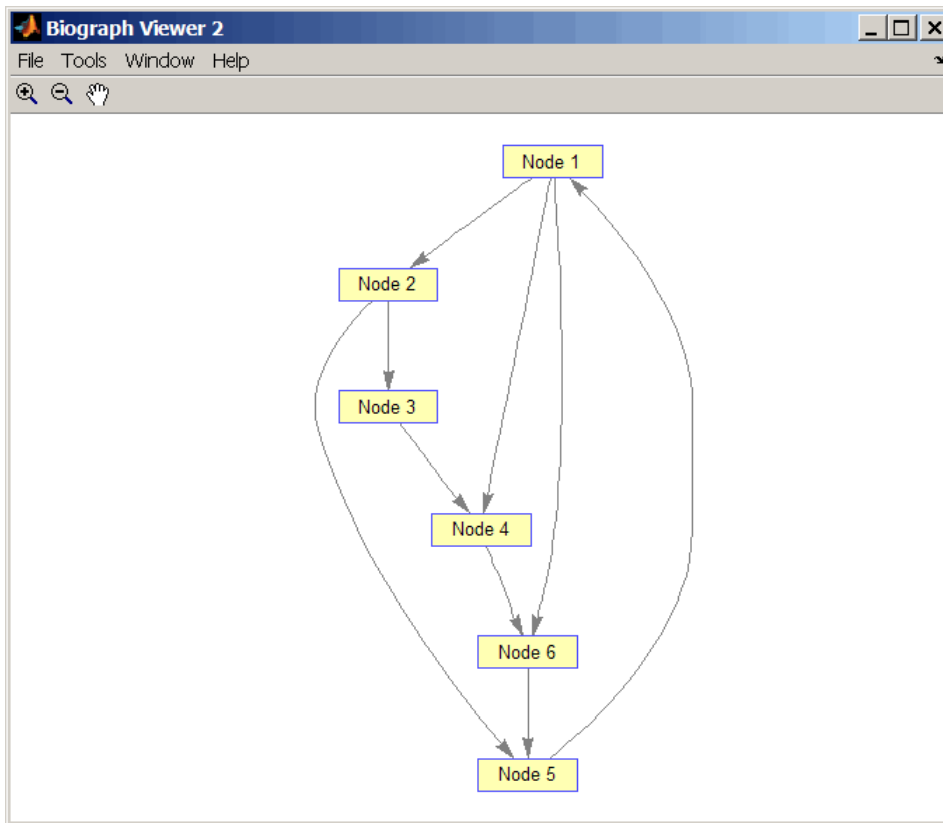 Biograph Viewer 2
File Tools Window Help
Node 1
Node 2
Node 3
Node 4
Node 6
Node 5